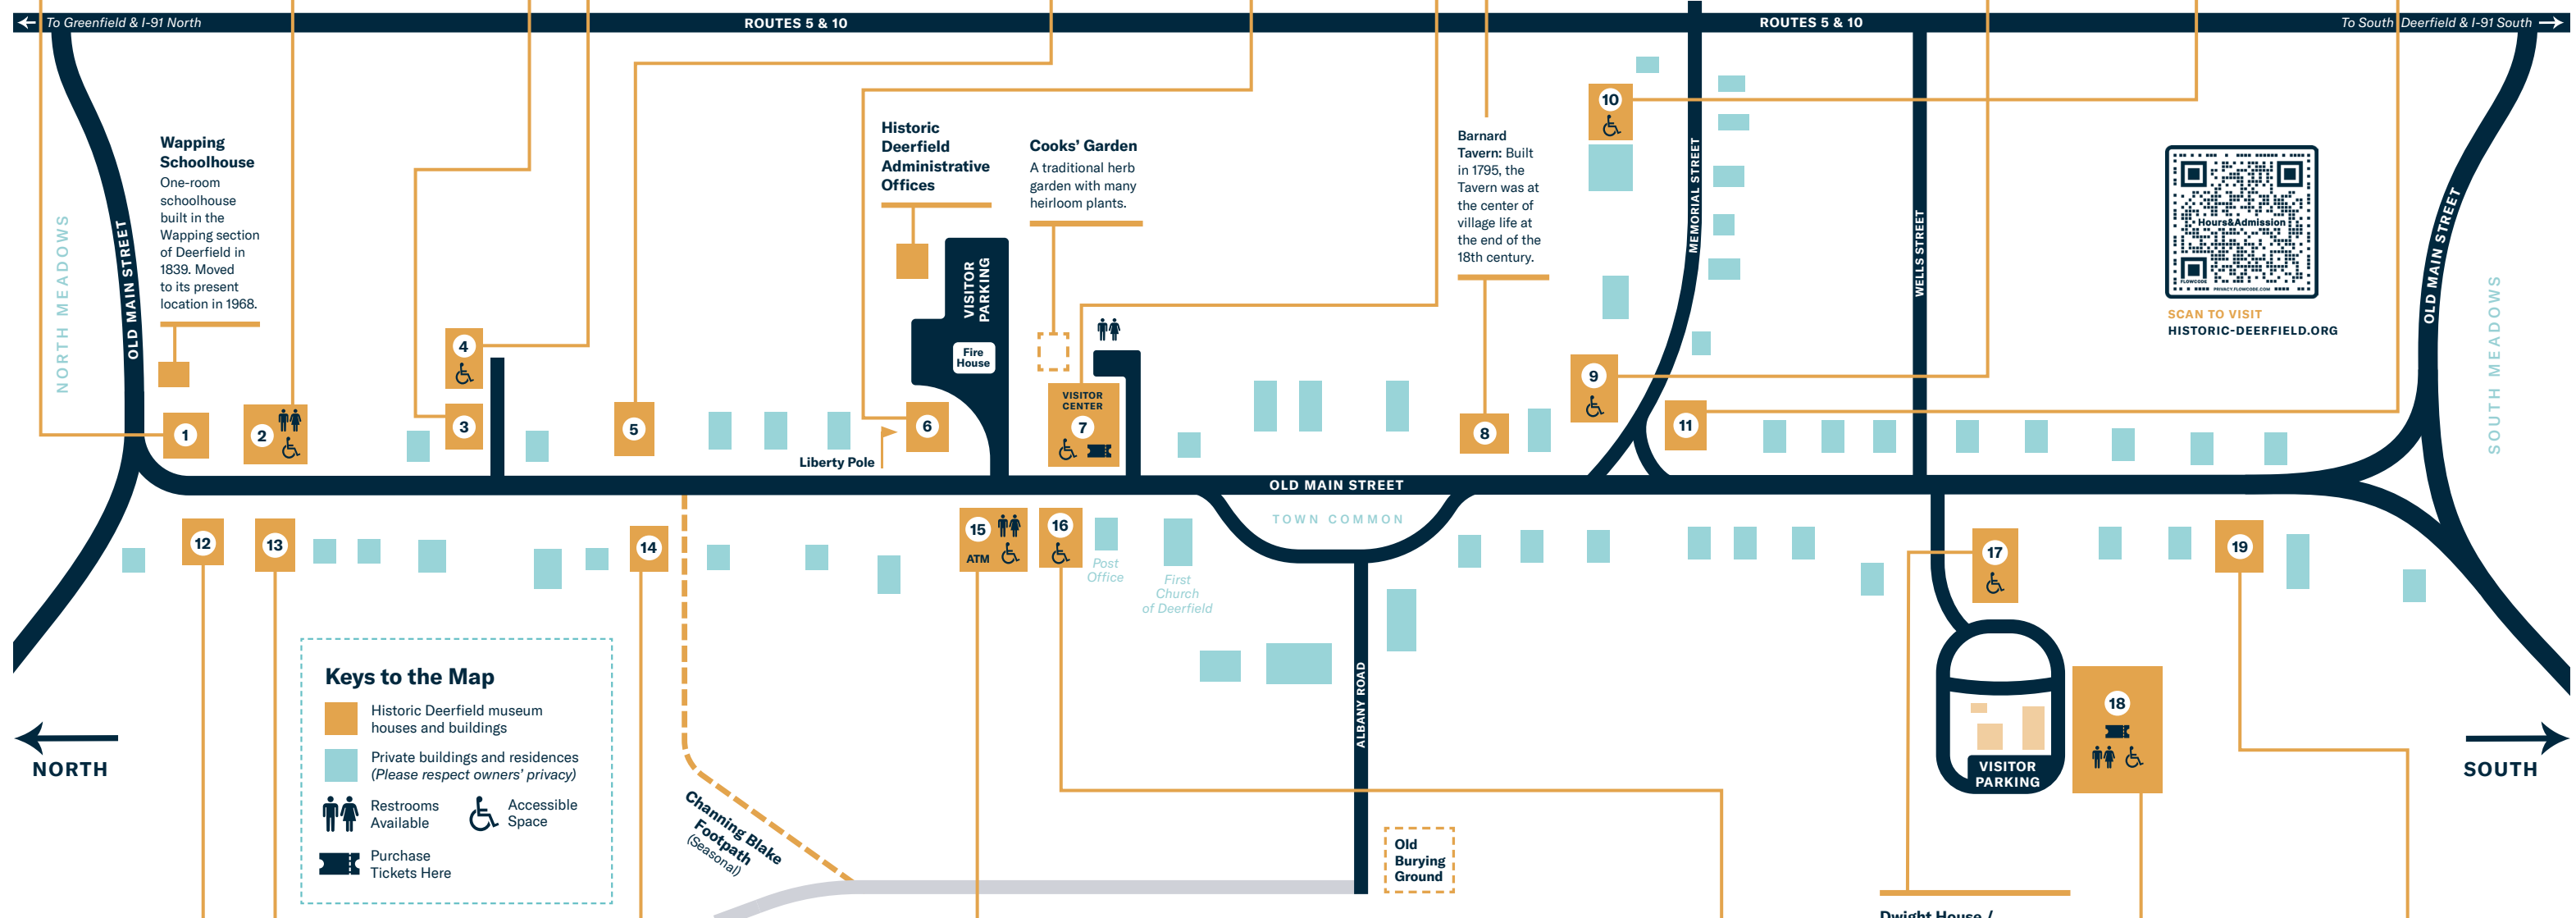 To Greenfield & I-91 North
ROUTES 5 & 10
ROUTES 5 & 10
To South Deerfield & I-91 South
NORTH MEADOWS
OLD MAIN STREET
Wapping
Schoolhouse
One-room
schoolhouse
built in the
Wapping section
of Deerfield in
1839. Moved
to its present
location in 1968.
Historic
Deerfield
Administrative
Offices
Cooks’ Garden
A traditional herb
garden with many
heirloom plants.
VISITOR
PARKING
Fire
House
Barnard
Tavern: Built
in 1795, the
Tavern was at
the center of
village life at
the end of the
18th century.
10
MEMORIAL STREET
WELLS STREET
Hours&Admission
FLOWCODE
PRIVACY.FLOWCODE.COM
SCAN TO VISIT
HISTORIC-DEERFIELD.ORG
OLD MAIN STREET
SOUTH MEADOWS
1
2
4
3
5
Liberty Pole
6
VISITOR
CENTER
7
8
9
11
OLD MAIN STREET
TOWN COMMON
12
13
14
15
ATM
16
Post
Office
First
Church
of Deerfield
17
19
18
VISITOR
PARKING
ALBANY ROAD
NORTH
SOUTH
Keys to the Map
Historic Deerfield museum
houses and buildings
Private buildings and residences
(Please respect owners’ privacy)
Restrooms
Available
Accessible
Space
Purchase
Tickets Here
Channing Blake
Footpath
(Seasonal)
Old
Burying
Ground
Dwight House /